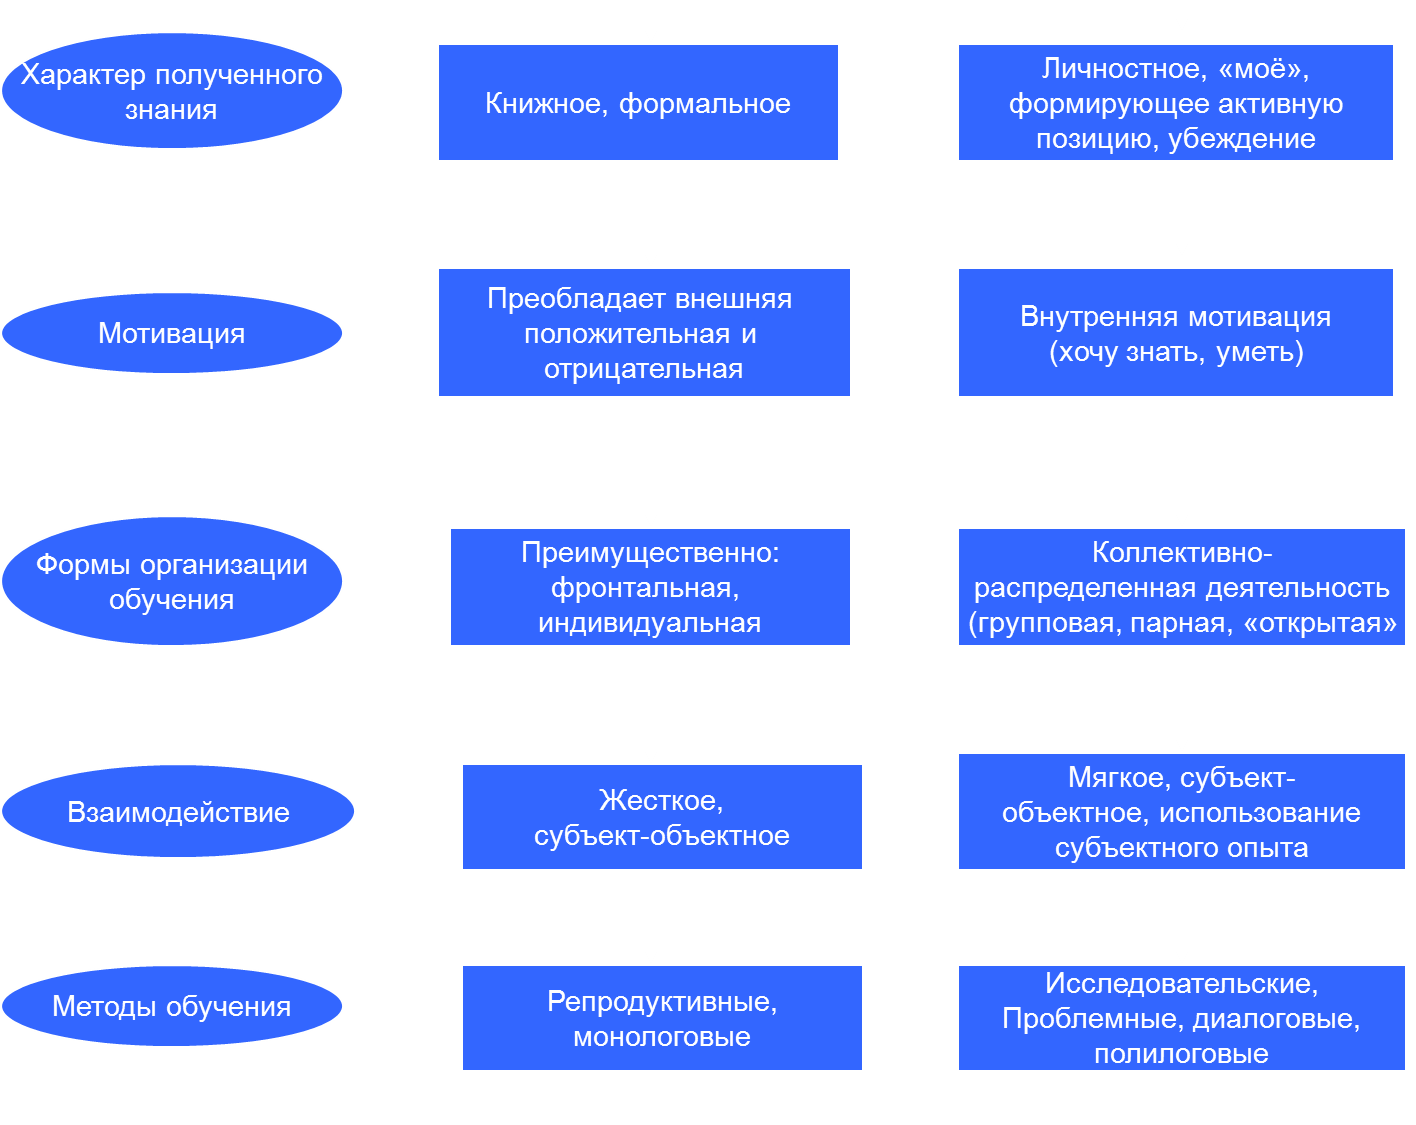 Характер полученного
знания
Книжное, формальное
Личностное, «моё»,
формирующее активную
позицию, убеждение
Мотивация
Преобладает внешняя
положительная и
отрицательная
Внутренняя мотивация
(хочу знать, уметь)
Формы организации
обучения
Преимущественно:
фронтальная,
индивидуальная
Коллективно-
распределенная деятельность
(групповая, парная, «открытая»
Взаимодействие
Жесткое,
субъект-объектное
Мягкое, субъект-
объектное, использование
субъектного опыта
Методы обучения
Репродуктивные,
монологовые
Исследовательские,
Проблемные, диалоговые,
полилоговые